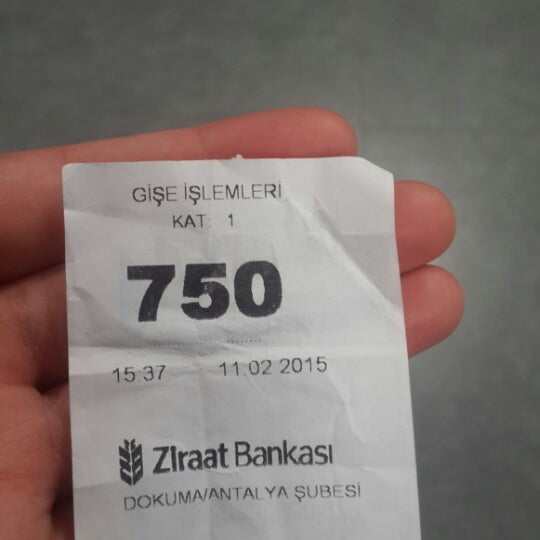 GİŞE İŞLEMLERİ
KAT: 1
750
15:37 11.02 2015
Ziraat Bankası
DOKUMA/ANTALYA ŞUBESİ